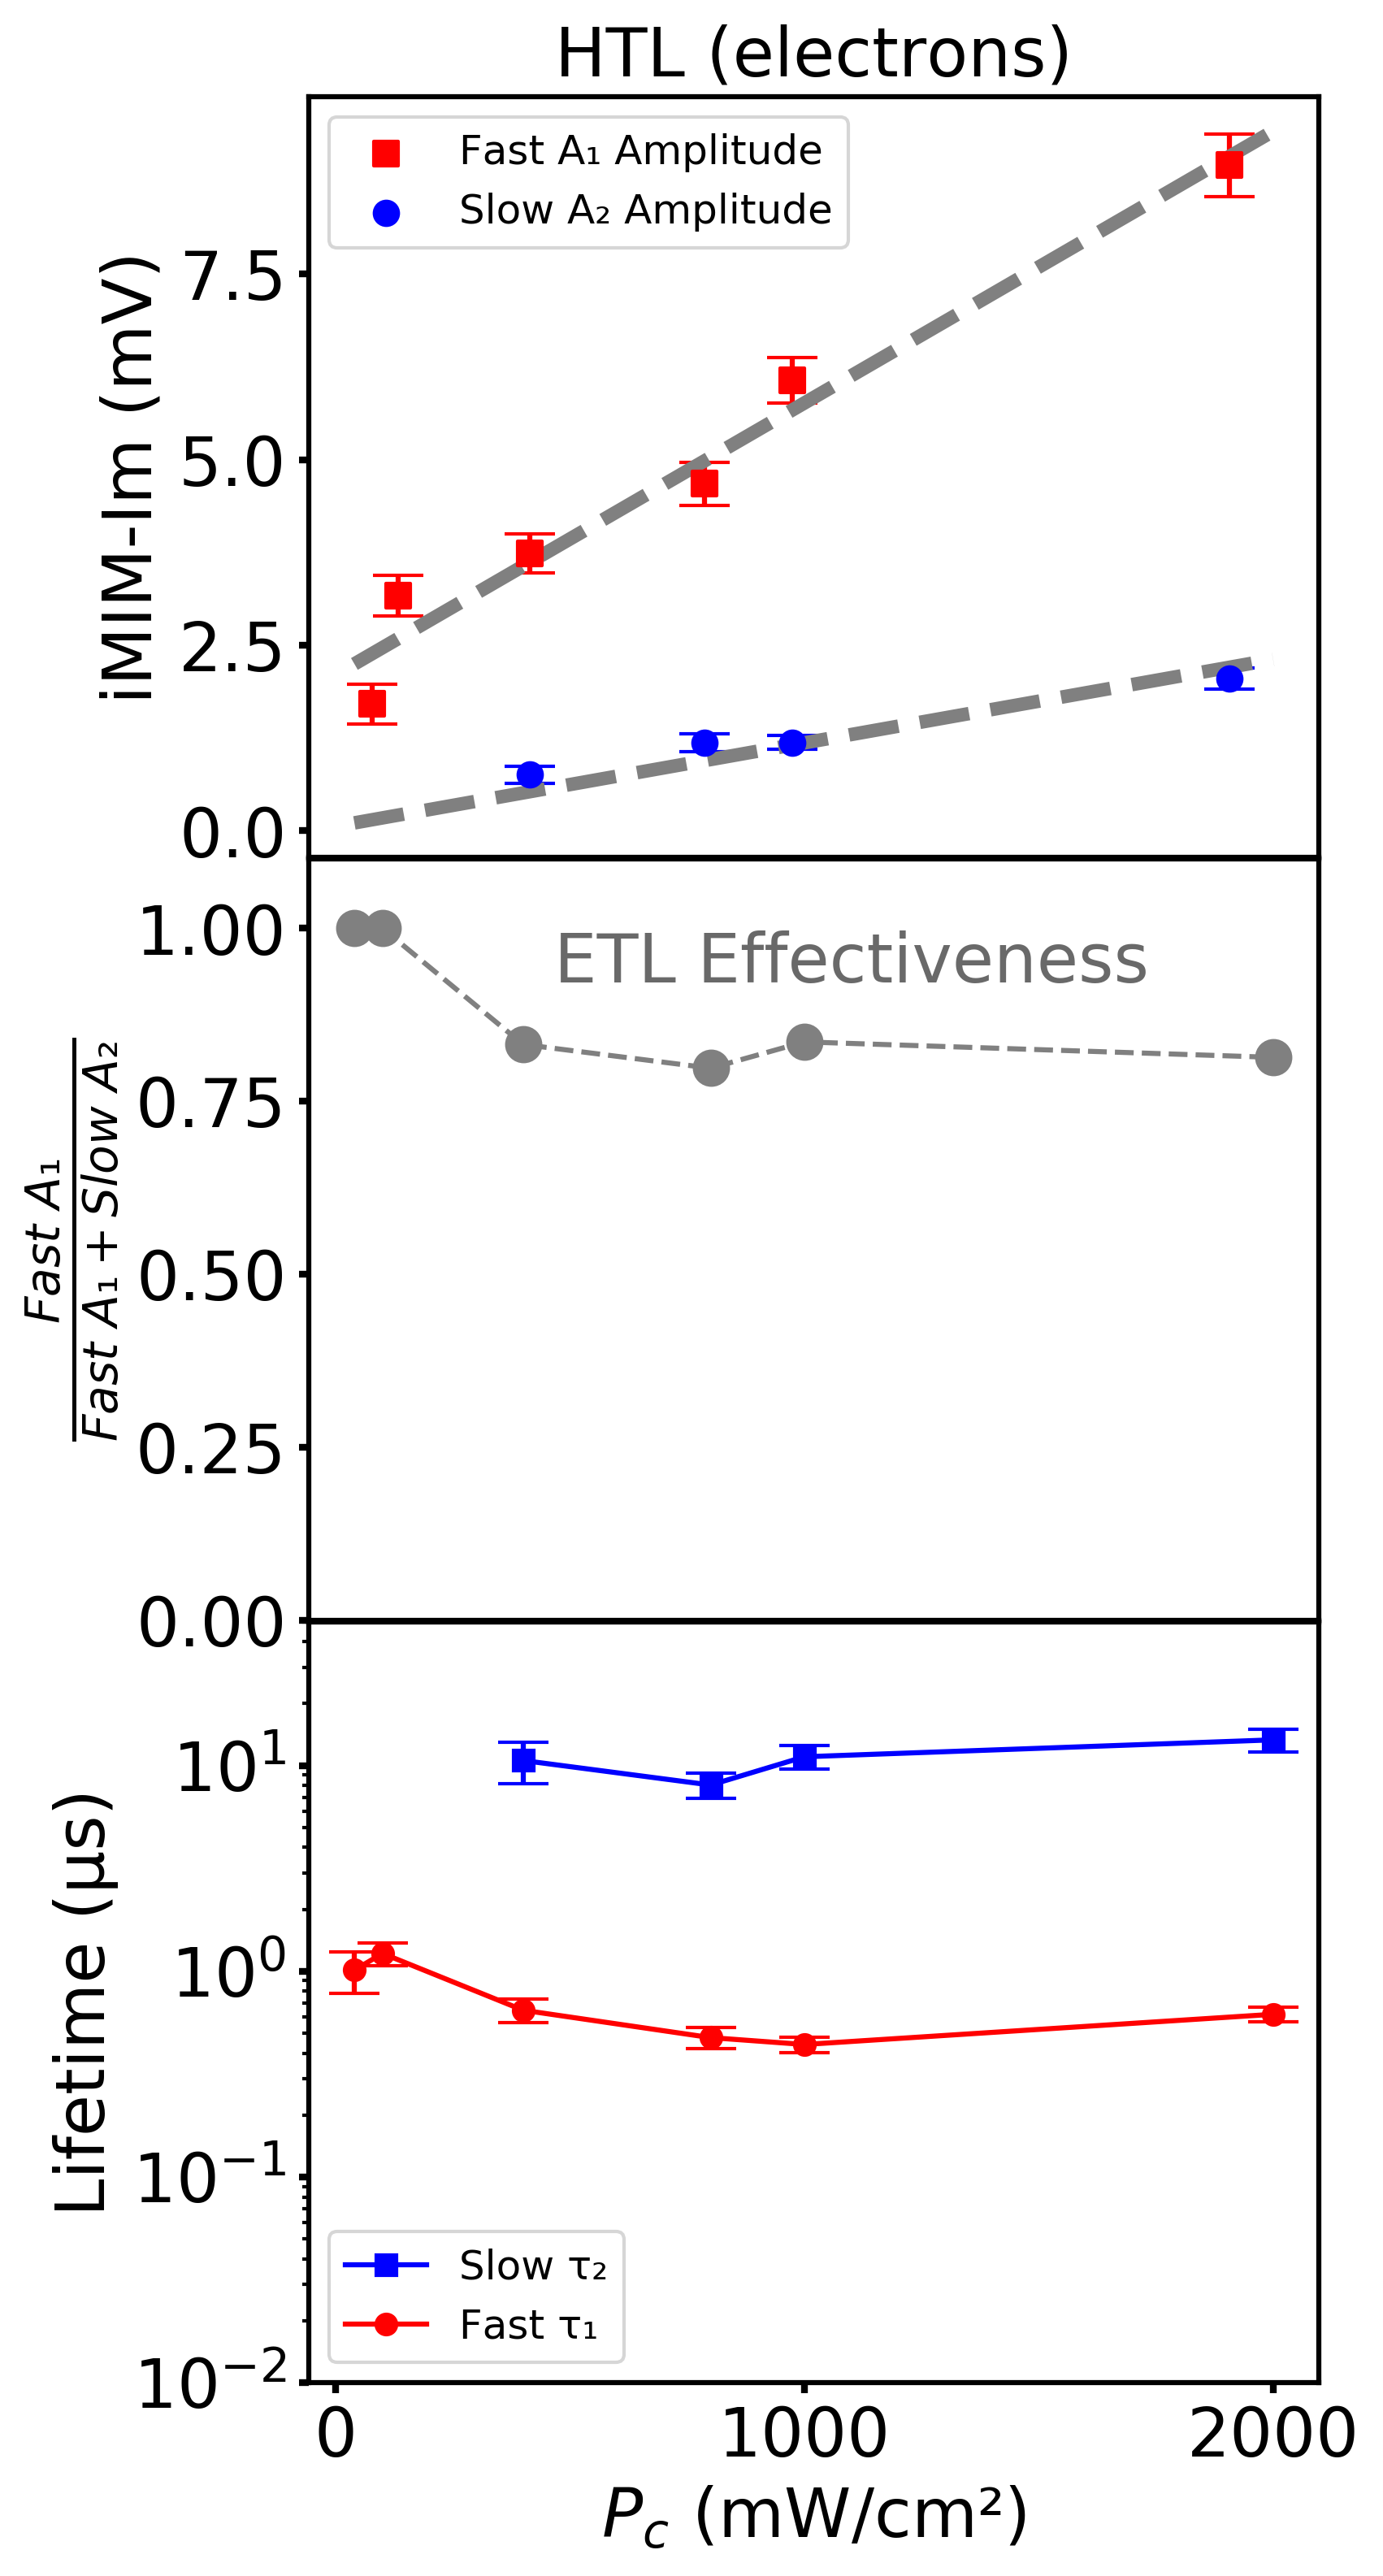 HTL (electrons)
Fast A₁ Amplitude
Slow A₂ Amplitude
iMIM-Im (mV)
7.5
5.0
2.5
0.0
ETL Effectiveness
Fast A₁
Fast A₁ + Slow A₂
1.00
0.75
0.50
0.25
0.00
Lifetime (μs)
10¹
10⁰
10⁻¹
10⁻²
Slow τ₂
Fast τ₁
0 1000 2000
P_c (mW/cm²)